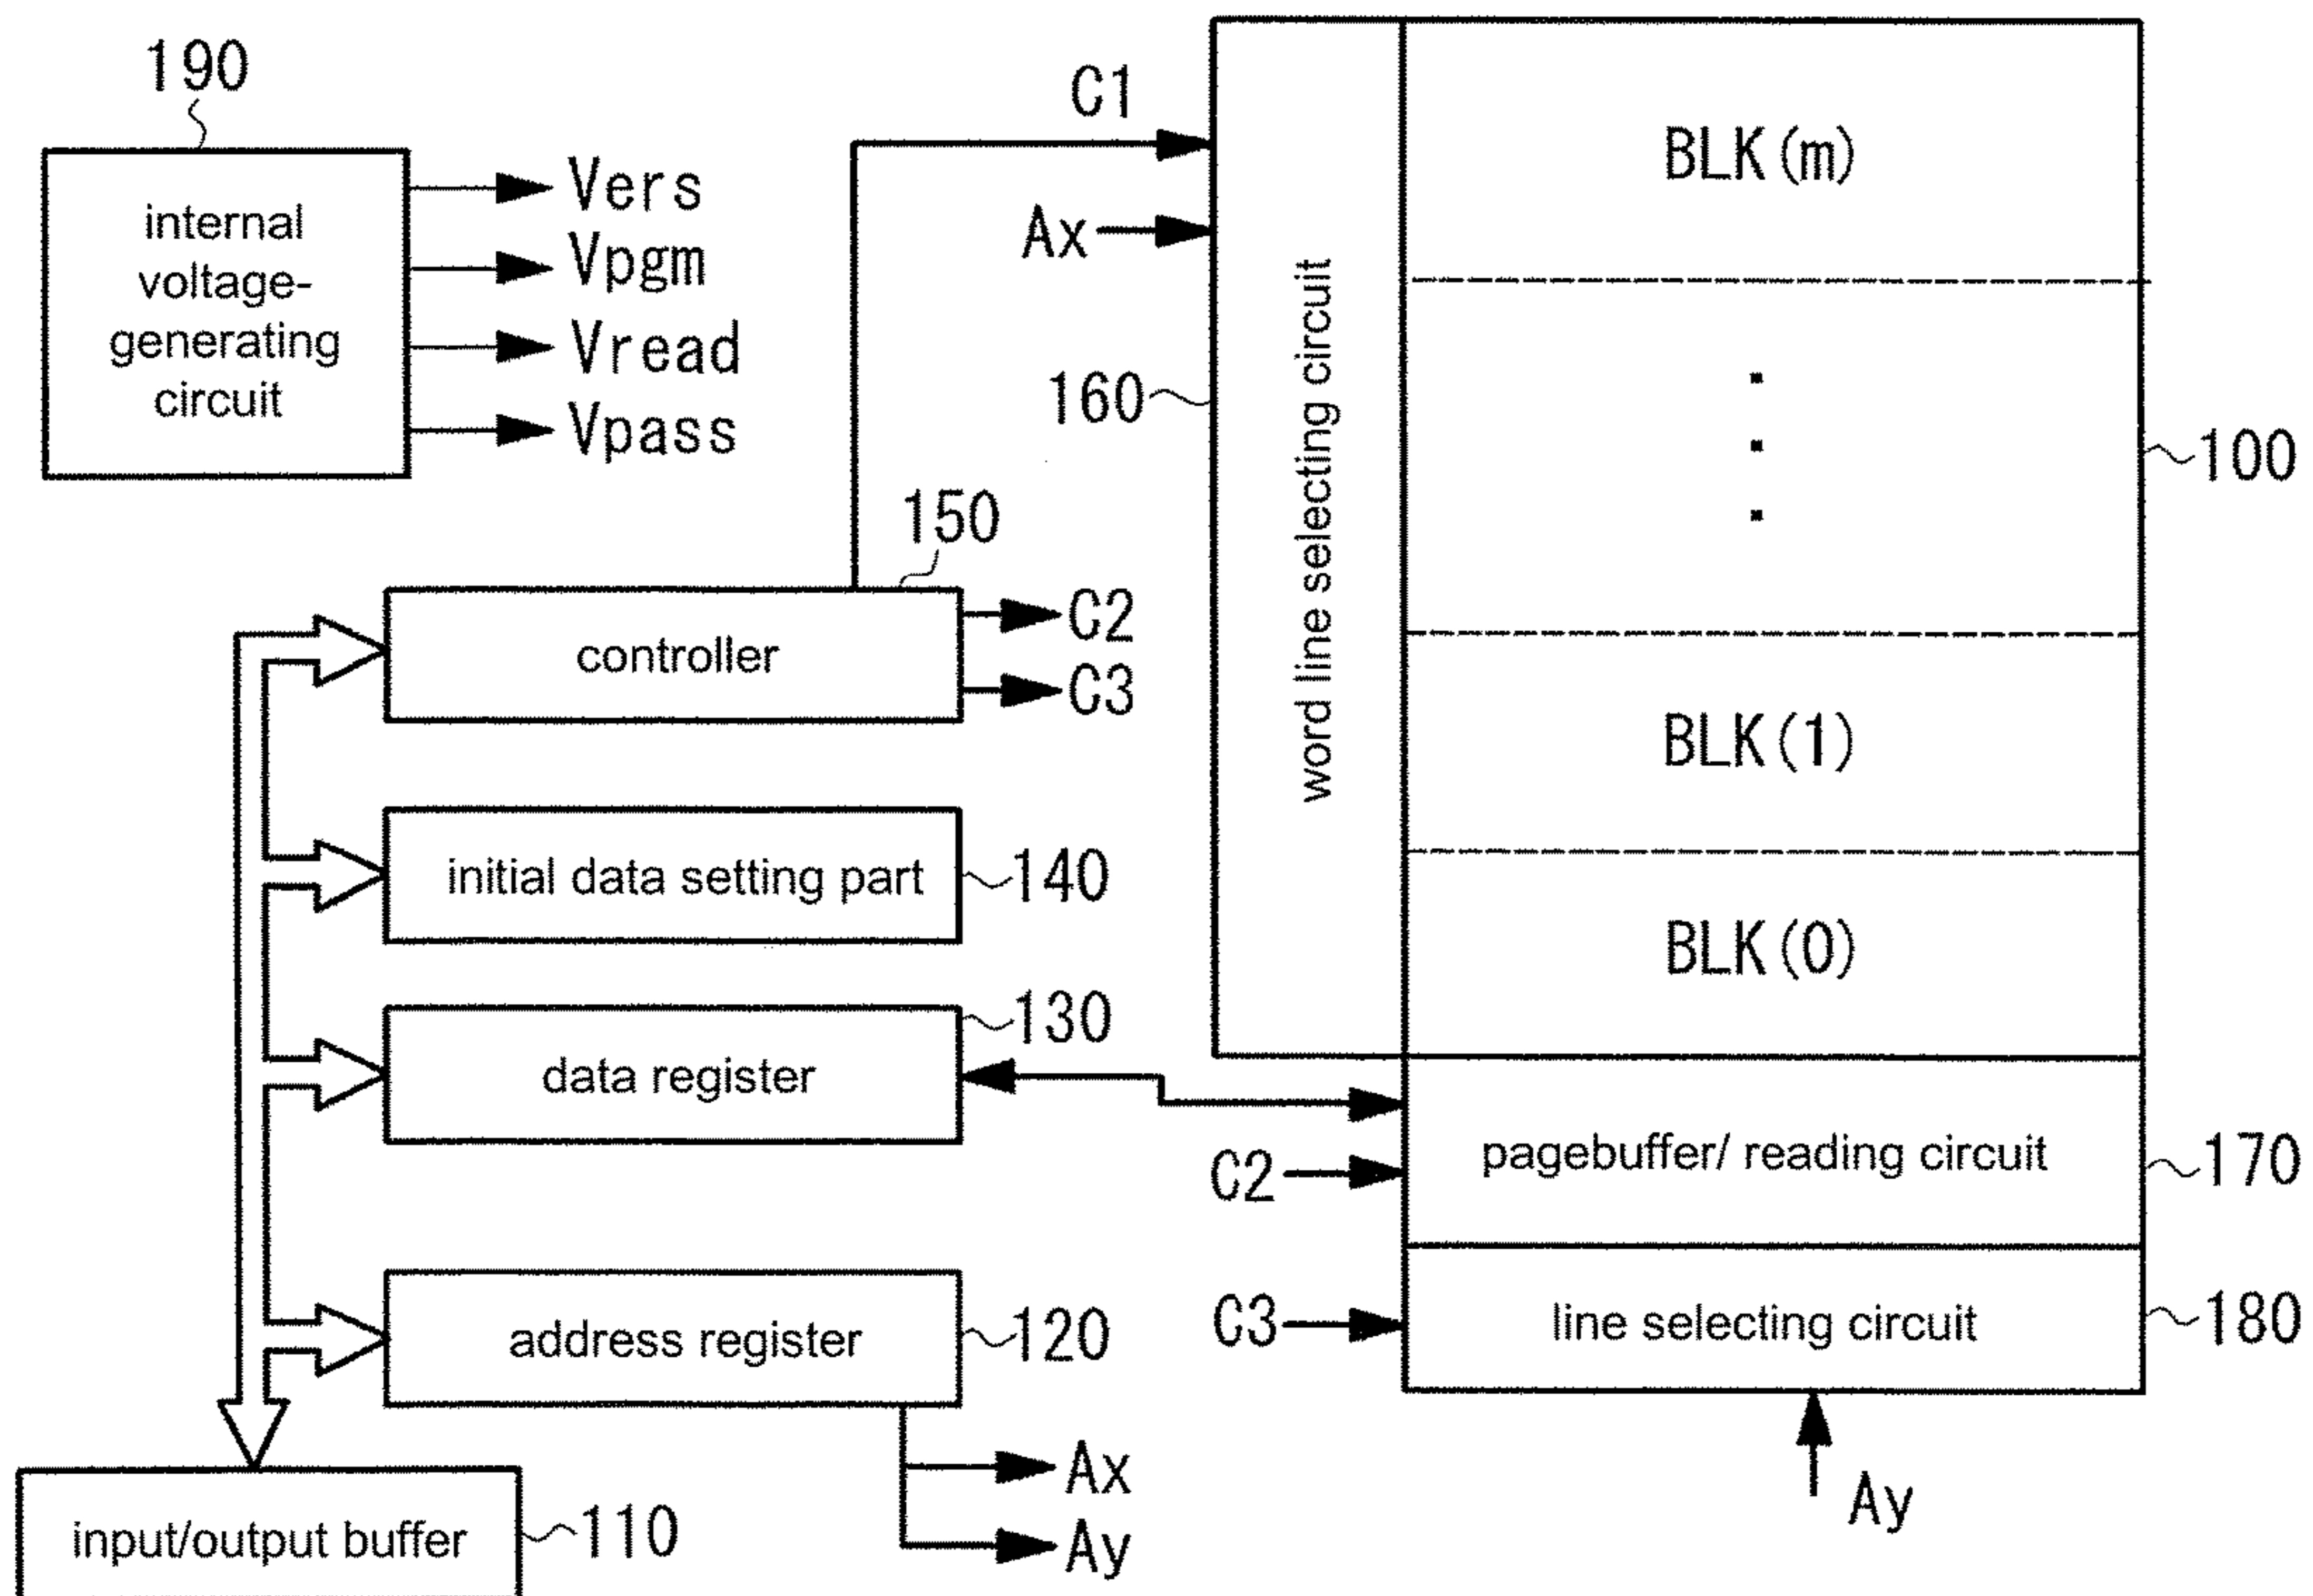 190
internal
voltage-
generating
circuit
Vers
Vpgm
Vread
Vpass
C1
Ax
160
word line selecting circuit
BLK(m)
100
BLK(1)
BLK(0)
150
controller
C2
C3
initial data setting part
140
130
data register
pagebuffer/ reading circuit
170
C2
C3
line selecting circuit
180
Ay
address register
120
Ax
Ay
input/output buffer
110